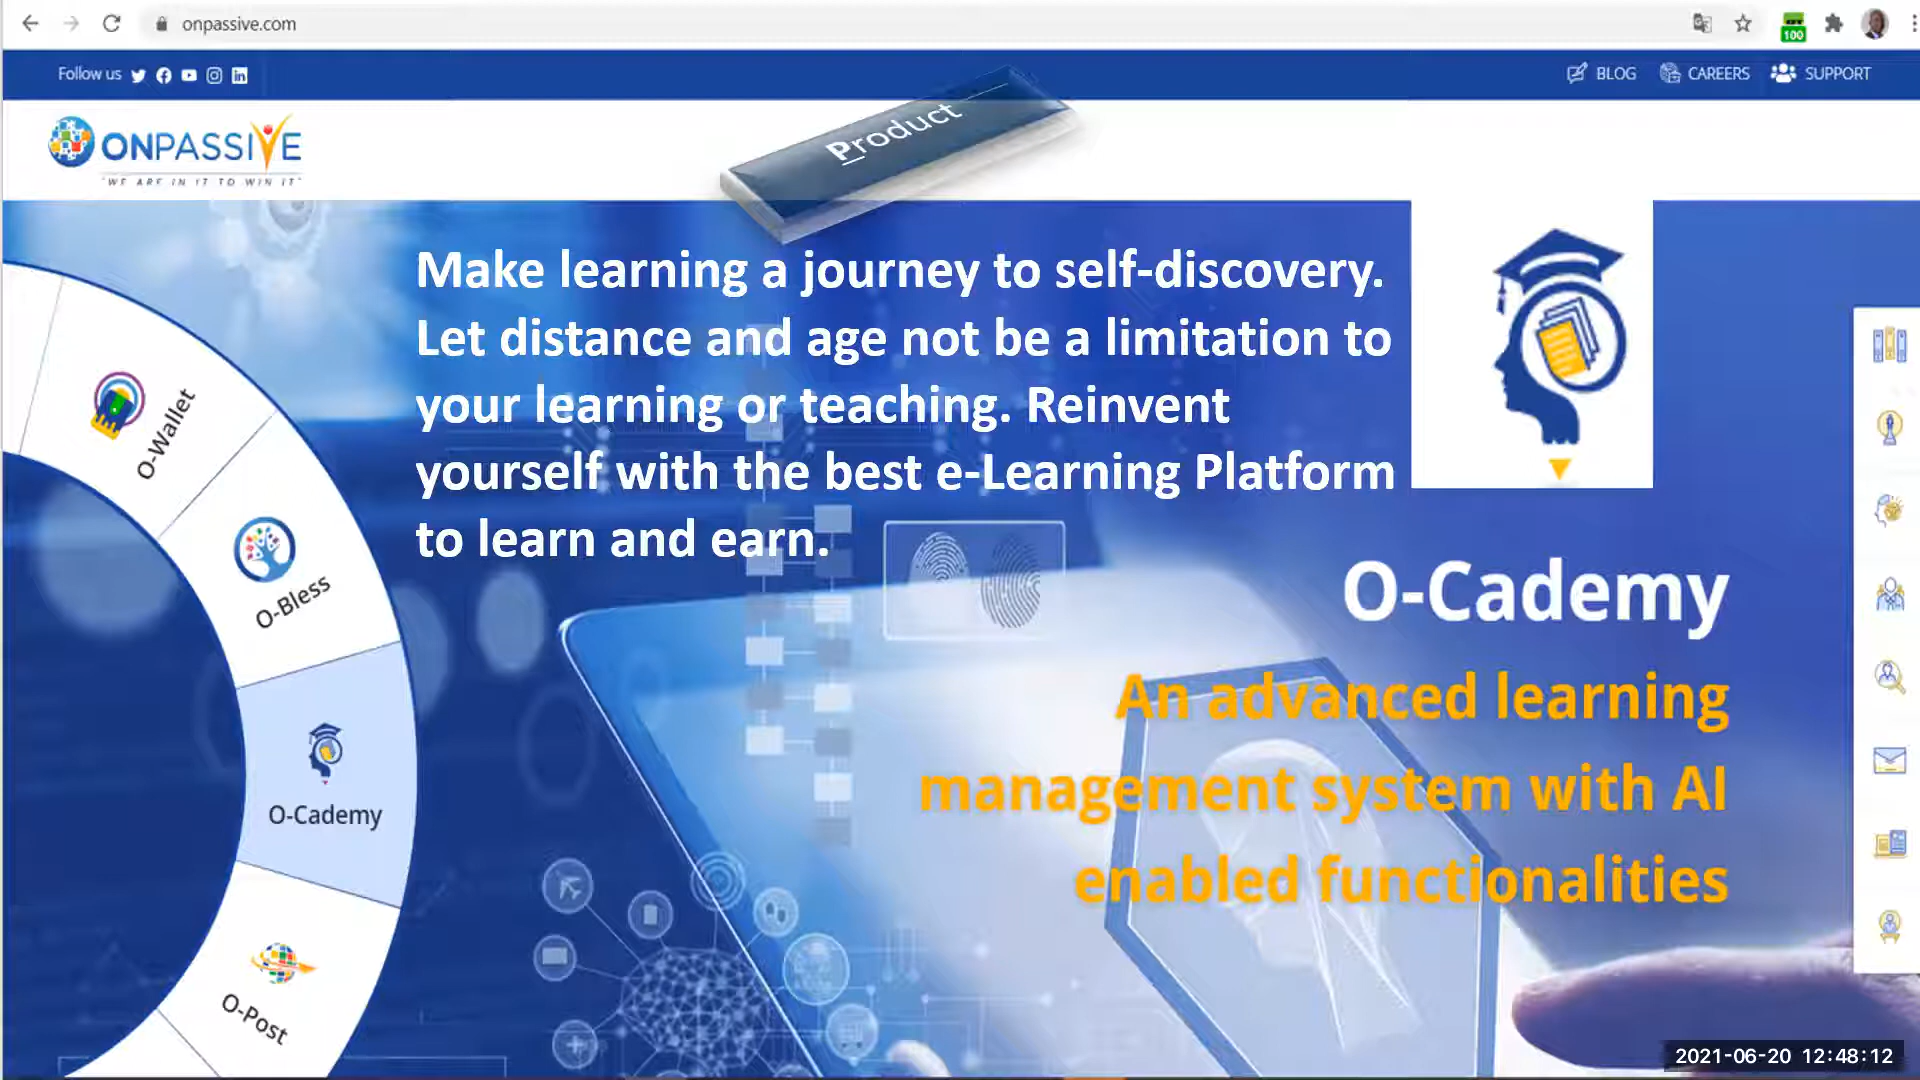 onpassive.com
100
Follow us
BLOG
CAREERS
SUPPORT
ONPASSIVE
"WE ARE IN IT TO WIN IT"
Product
Make learning a journey to self-discovery.
Let distance and age not be a limitation to
your learning or teaching. Reinvent
yourself with the best e-Learning Platform
to learn and earn.
O-Wallet
O-Bless
O-Cademy
O-Post
O-Cademy
An advanced learning
management system with AI
enabled functionalities
2021-06-20 12:48:12